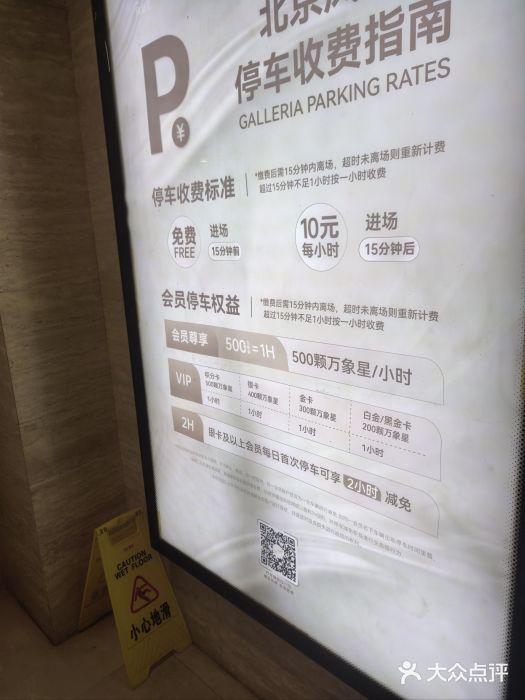 P
¥
停车收费指南
GALLERIA PARKING RATES
停车收费标准
*缴费后需15分钟内离场，超时未离场则重新计费
超过15分钟不足1小时按一小时收费
免费
FREE
进场
15分钟前
10元
每小时
进场
15分钟后
会员停车权益
*缴费后需15分钟内离场，超时未离场则重新计费
超过15分钟不足1小时按一小时收费
会员尊享
=1H
500颗万象星/小时
VIP
500颗万象星
1小时
银卡
400颗万象星
1小时
金卡
300颗万象星
1小时
白金/黑金卡
200颗万象星
1小时
2H
银卡及以上会员每日首次停车可享 2小时 减免
CAUTION
WET FLOOR
小心地滑
大众点评